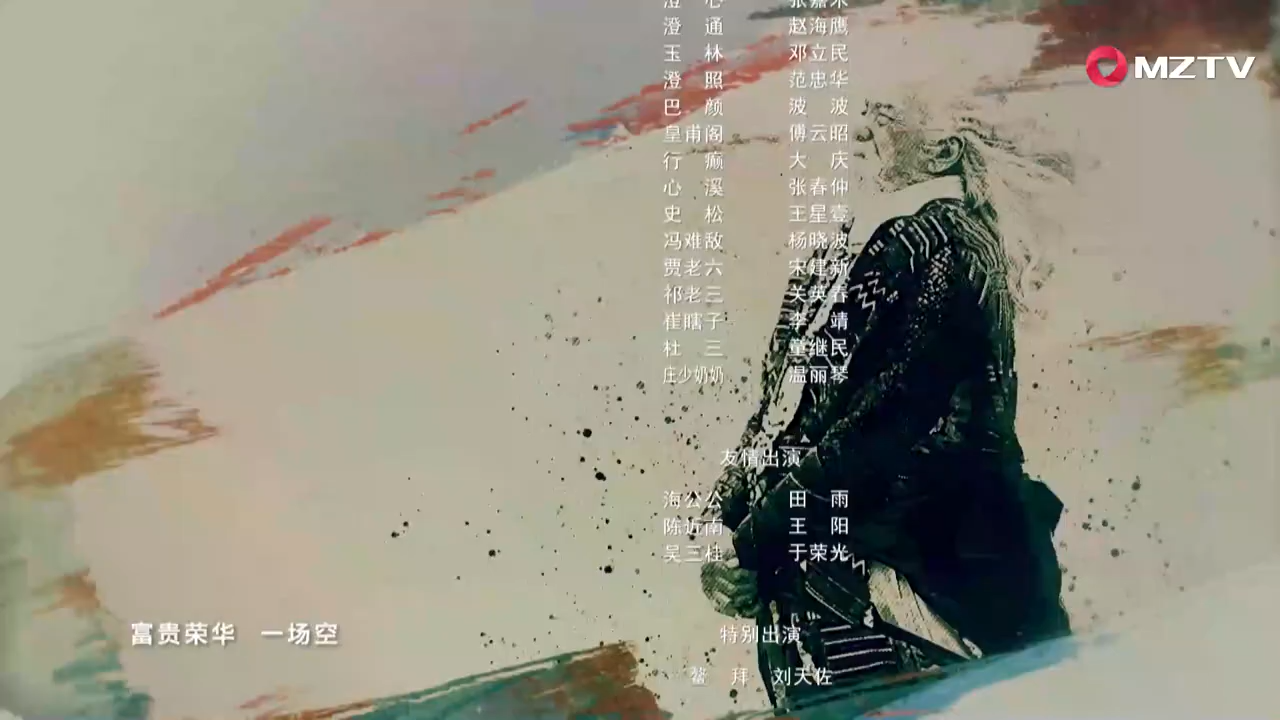 MZTV
澄 通 赵海鹰
玉 林 邓立民
澄 照 范忠华
巴 颜 波 波
皇甫阁 傅云昭
行 癫 大 庆
心 溪 张春仲
史 松 王星壹
冯难敌 杨晓波
贾老六 宋建新
祁老三 关英春
崔瞎子 李 靖
杜 三 童继民
庄少奶奶 温丽琴
友情出演
海公公 田 雨
陈近南 王 阳
吴三桂 于荣光
特别出演
鳌 拜 刘天佐
富贵荣华 一场空